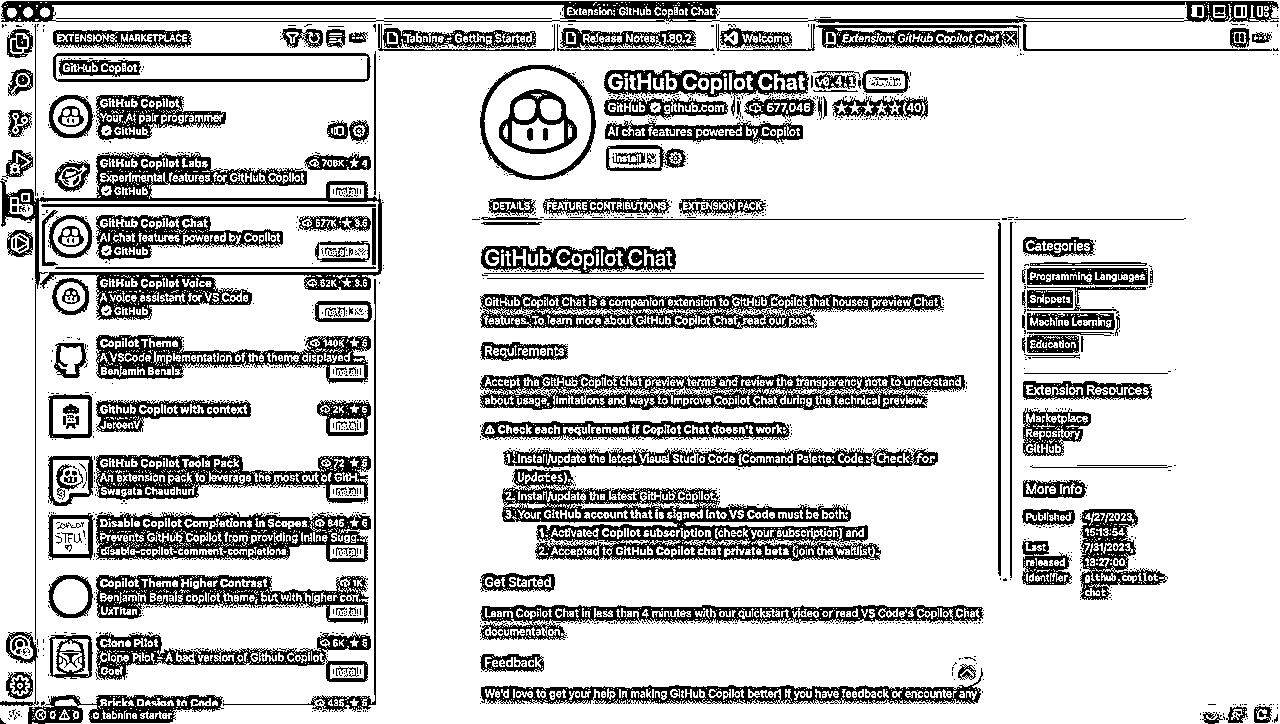 Extension: GitHub Copilot Chat
EXTENSIONS: MARKETPLACE
Tabnine - Getting Started
Release Notes: 1.80.2
Welcome
Extension: GitHub Copilot Chat
GitHub Copilot
GitHub Copilot
Your AI pair programmer
GitHub
GitHub Copilot Labs 708K 4
Experimental features for GitHub Copilot
GitHub Install
GitHub Copilot Chat 677K 3.5
AI chat features powered by Copilot
GitHub Install
GitHub Copilot Voice 82K 3.5
A voice assistant for VS Code
GitHub Install
Copilot Theme 140K 5
A VSCode Implementation of the theme displayed ...
Benjamin Benais Install
Github Copilot with context 2K 5
JeroenV Install
GitHub Copilot Tools Pack 72 5
An extension pack to leverage the most out of GitH...
Swagata Chaudhuri Install
Disable Copilot Completions in Scopes 845 5
Prevents GitHub Copilot from providing Inline Sugg...
disable-copilot-comment-completions Install
COPILOT
STFU!
Copilot Theme Higher Contrast 1K
Benjamin Benais copilot theme, but with higher con...
UxTitan Install
Clone Pilot 6K 5
Clone Pilot - A bad version of Github Copilot
Goef Install
Bricks Design to Code 495 5
0 0 tabnine starter
GitHub Copilot Chat v0.4.1 Preview
GitHub github.com 677,046 (40)
AI chat features powered by Copilot
Install
DETAILS FEATURE CONTRIBUTIONS EXTENSION PACK
GitHub Copilot Chat
GitHub Copilot Chat is a companion extension to GitHub Copilot that houses preview Chat
features. To learn more about GitHub Copilot Chat, read our post.
Requirements
Accept the GitHub Copilot chat preview terms and review the transparency note to understand
about usage, limitations and ways to improve Copilot Chat during the technical preview.
⚠ Check each requirement if Copilot Chat doesn't work:
1. Install/update the latest Visual Studio Code (Command Palette: Code: Check for
Updates).
2. Install/update the latest GitHub Copilot.
3. Your GitHub account that is signed into VS Code must be both:
1. Activated Copilot subscription (check your subscription) and
2. Accepted to GitHub Copilot chat private beta (join the waitlist).
Get Started
Learn Copilot Chat in less than 4 minutes with our quickstart video or read VS Code's Copilot Chat
documentation.
Feedback
We'd love to get your help in making GitHub Copilot better! If you have feedback or encounter any
Categories
Programming Languages
Snippets
Machine Learning
Education
Extension Resources
Marketplace
Repository
GitHub
More Info
Published 4/27/2023,
15:13:54
Last 7/31/2023,
released 18:27:00
Identifier github.copilot-
chat